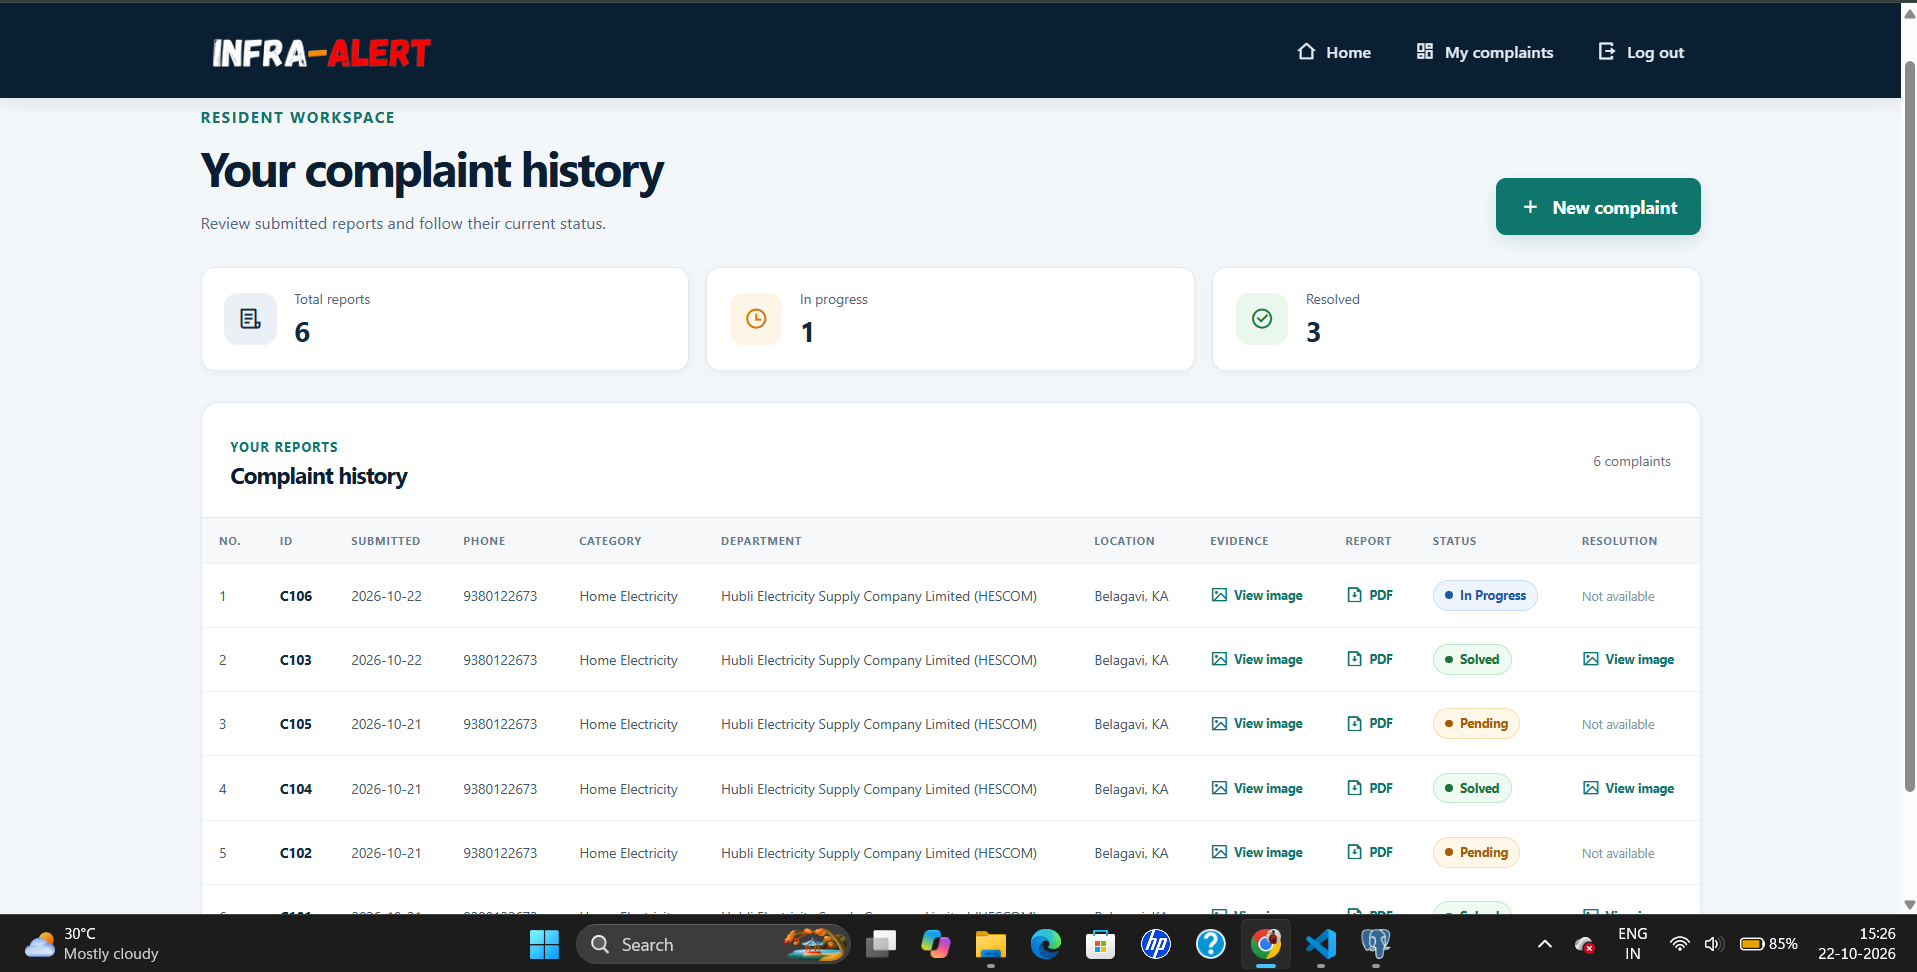 INFRA-ALERT
Home
My complaints
Log out
RESIDENT WORKSPACE
Your complaint history
Review submitted reports and follow their current status.
+ New complaint
Total reports
6
In progress
1
Resolved
3
YOUR REPORTS
Complaint history
6 complaints
NO. ID SUBMITTED PHONE CATEGORY DEPARTMENT LOCATION EVIDENCE REPORT STATUS RESOLUTION
1 C106 2026-10-22 9380122673 Home Electricity Hubli Electricity Supply Company Limited (HESCOM) Belagavi, KA View image PDF In Progress Not available
2 C103 2026-10-22 9380122673 Home Electricity Hubli Electricity Supply Company Limited (HESCOM) Belagavi, KA View image PDF Solved View image
3 C105 2026-10-21 9380122673 Home Electricity Hubli Electricity Supply Company Limited (HESCOM) Belagavi, KA View image PDF Pending Not available
4 C104 2026-10-21 9380122673 Home Electricity Hubli Electricity Supply Company Limited (HESCOM) Belagavi, KA View image PDF Solved View image
5 C102 2026-10-21 9380122673 Home Electricity Hubli Electricity Supply Company Limited (HESCOM) Belagavi, KA View image PDF Pending Not available
30°C
Mostly cloudy
Search
hp
ENG
IN
85%
15:26
22-10-2026